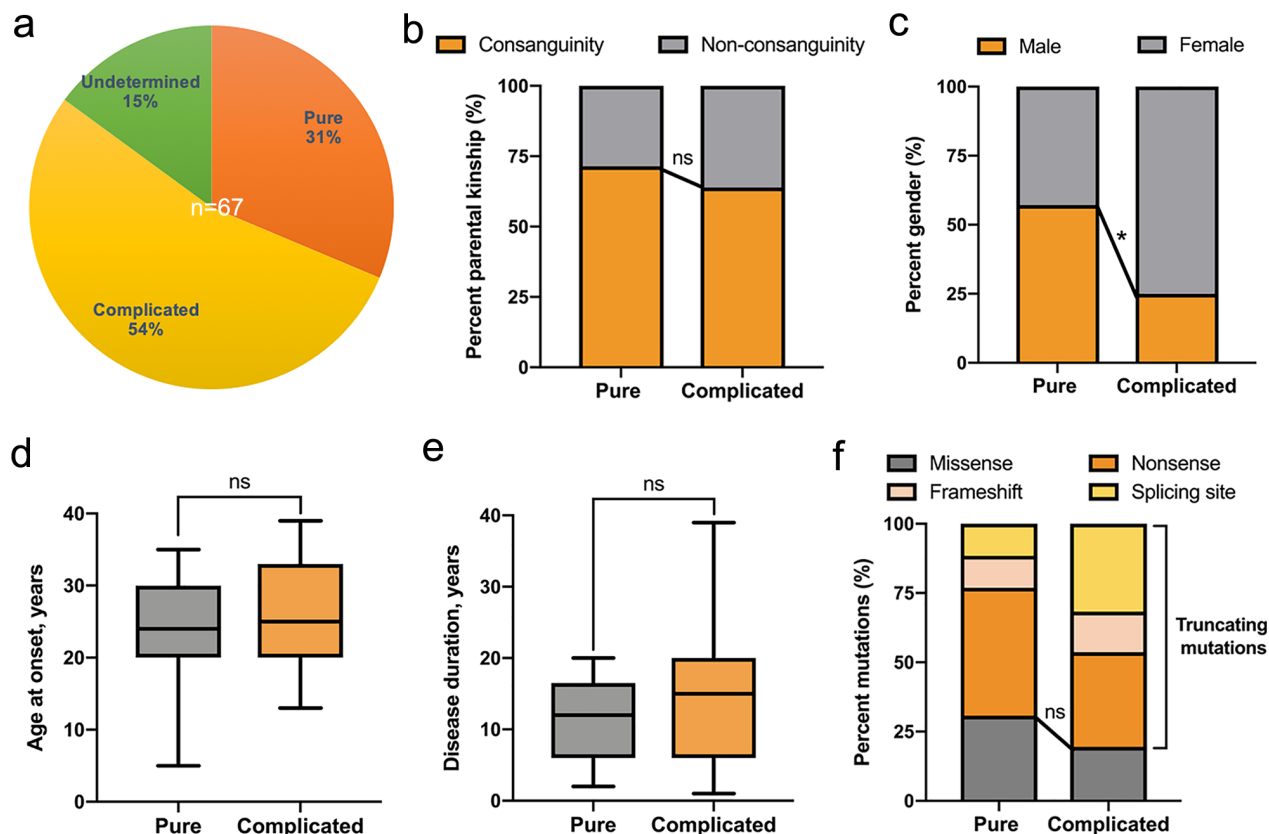 a
Undetermined
15%
Pure
31%
n=67
Complicated
54%
b
Consanguinity
Non-consanguinity
Percent parental kinship (%)
100
75
50
25
0
ns
Pure
Complicated
c
Male
Female
Percent gender (%)
100
75
50
25
0
*
Pure
Complicated
d
ns
Age at onset, years
40
30
20
10
0
Pure
Complicated
e
ns
Disease duration, years
40
30
20
10
0
Pure
Complicated
f
Missense
Nonsense
Frameshift
Splicing site
Percent mutations (%)
100
75
50
25
0
ns
Truncating
mutations
Pure
Complicated